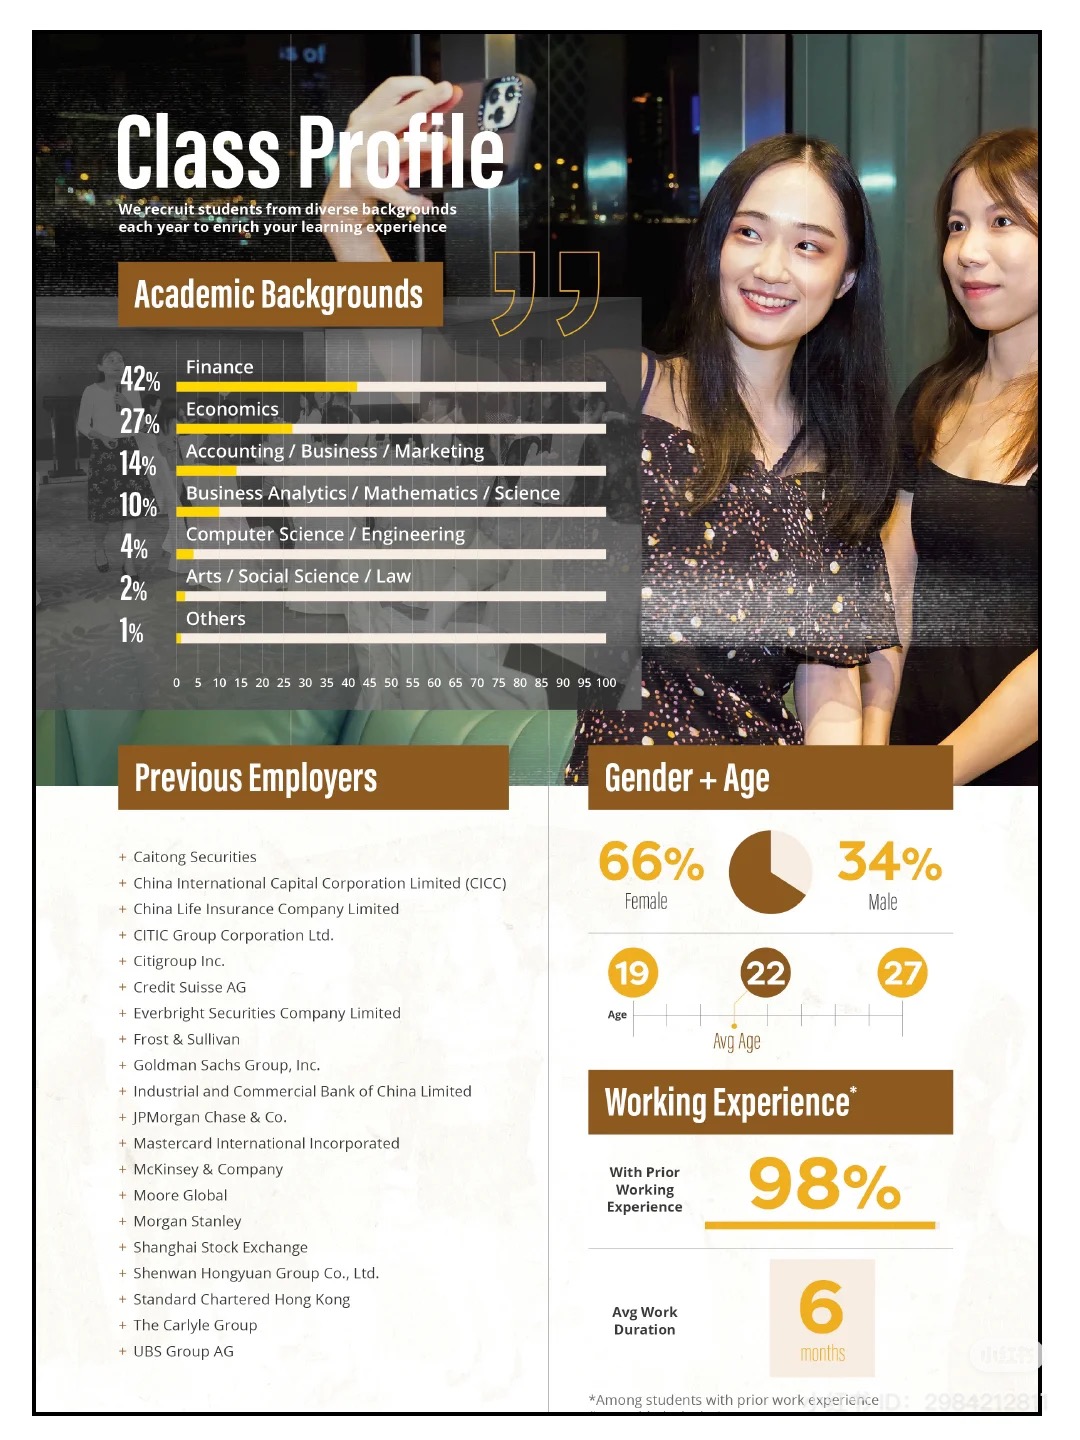 is of
Class Profile
We recruit students from diverse backgrounds
each year to enrich your learning experience
Academic Backgrounds
42% Finance
27% Economics
14% Accounting / Business / Marketing
10% Business Analytics / Mathematics / Science
4% Computer Science / Engineering
2% Arts / Social Science / Law
1% Others
0 5 10 15 20 25 30 35 40 45 50 55 60 65 70 75 80 85 90 95 100
Previous Employers
+ Caitong Securities
+ China International Capital Corporation Limited (CICC)
+ China Life Insurance Company Limited
+ CITIC Group Corporation Ltd.
+ Citigroup Inc.
+ Credit Suisse AG
+ Everbright Securities Company Limited
+ Frost & Sullivan
+ Goldman Sachs Group, Inc.
+ Industrial and Commercial Bank of China Limited
+ JPMorgan Chase & Co.
+ Mastercard International Incorporated
+ McKinsey & Company
+ Moore Global
+ Morgan Stanley
+ Shanghai Stock Exchange
+ Shenwan Hongyuan Group Co., Ltd.
+ Standard Chartered Hong Kong
+ The Carlyle Group
+ UBS Group AG
Gender + Age
66% 34%
Female Male
19 22 27
Age
Avg Age
Working Experience*
With Prior
Working
Experience
98%
Avg Work
Duration
6
months
*Among students with prior work experience
ID: 2984212811